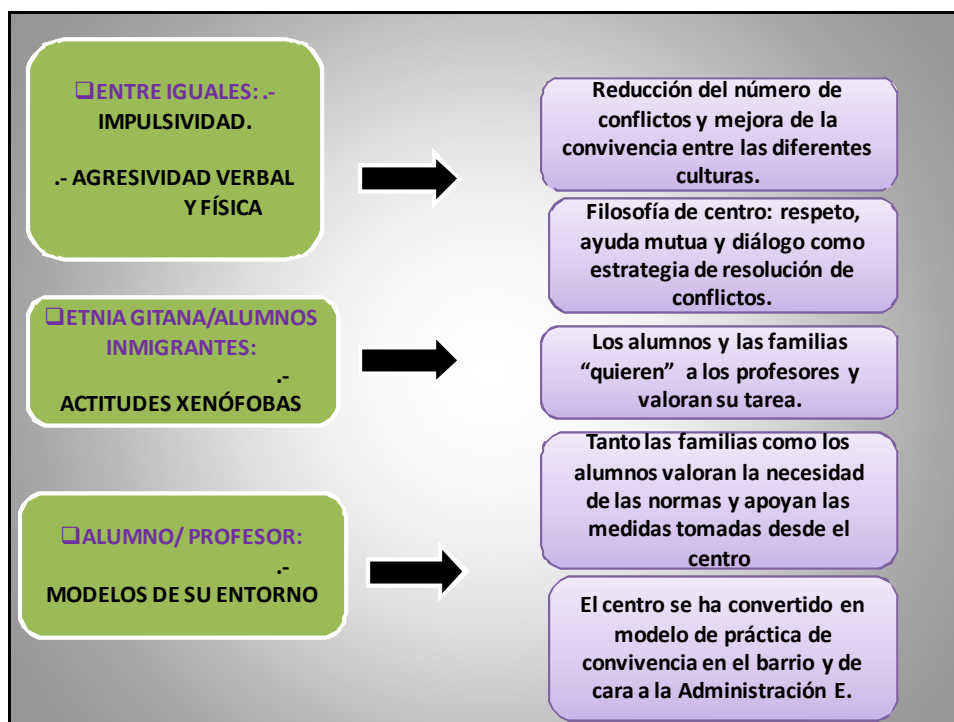 ❑ENTRE IGUALES: .-
IMPULSIVIDAD.
.- AGRESIVIDAD VERBAL
Y FÍSICA
❑ETNIA GITANA/ALUMNOS
INMIGRANTES:
.-
ACTITUDES XENÓFOBAS
❑ALUMNO/ PROFESOR:
.-
MODELOS DE SU ENTORNO
Reducción del número de
conflictos y mejora de la
convivencia entre las diferentes
culturas.
Filosofía de centro: respeto,
ayuda mutua y diálogo como
estrategia de resolución de
conflictos.
Los alumnos y las familias
“quieren” a los profesores y
valoran su tarea.
Tanto las familias como los
alumnos valoran la necesidad
de las normas y apoyan las
medidas tomadas desde el
centro
El centro se ha convertido en
modelo de práctica de
convivencia en el barrio y de
cara a la Administración E.